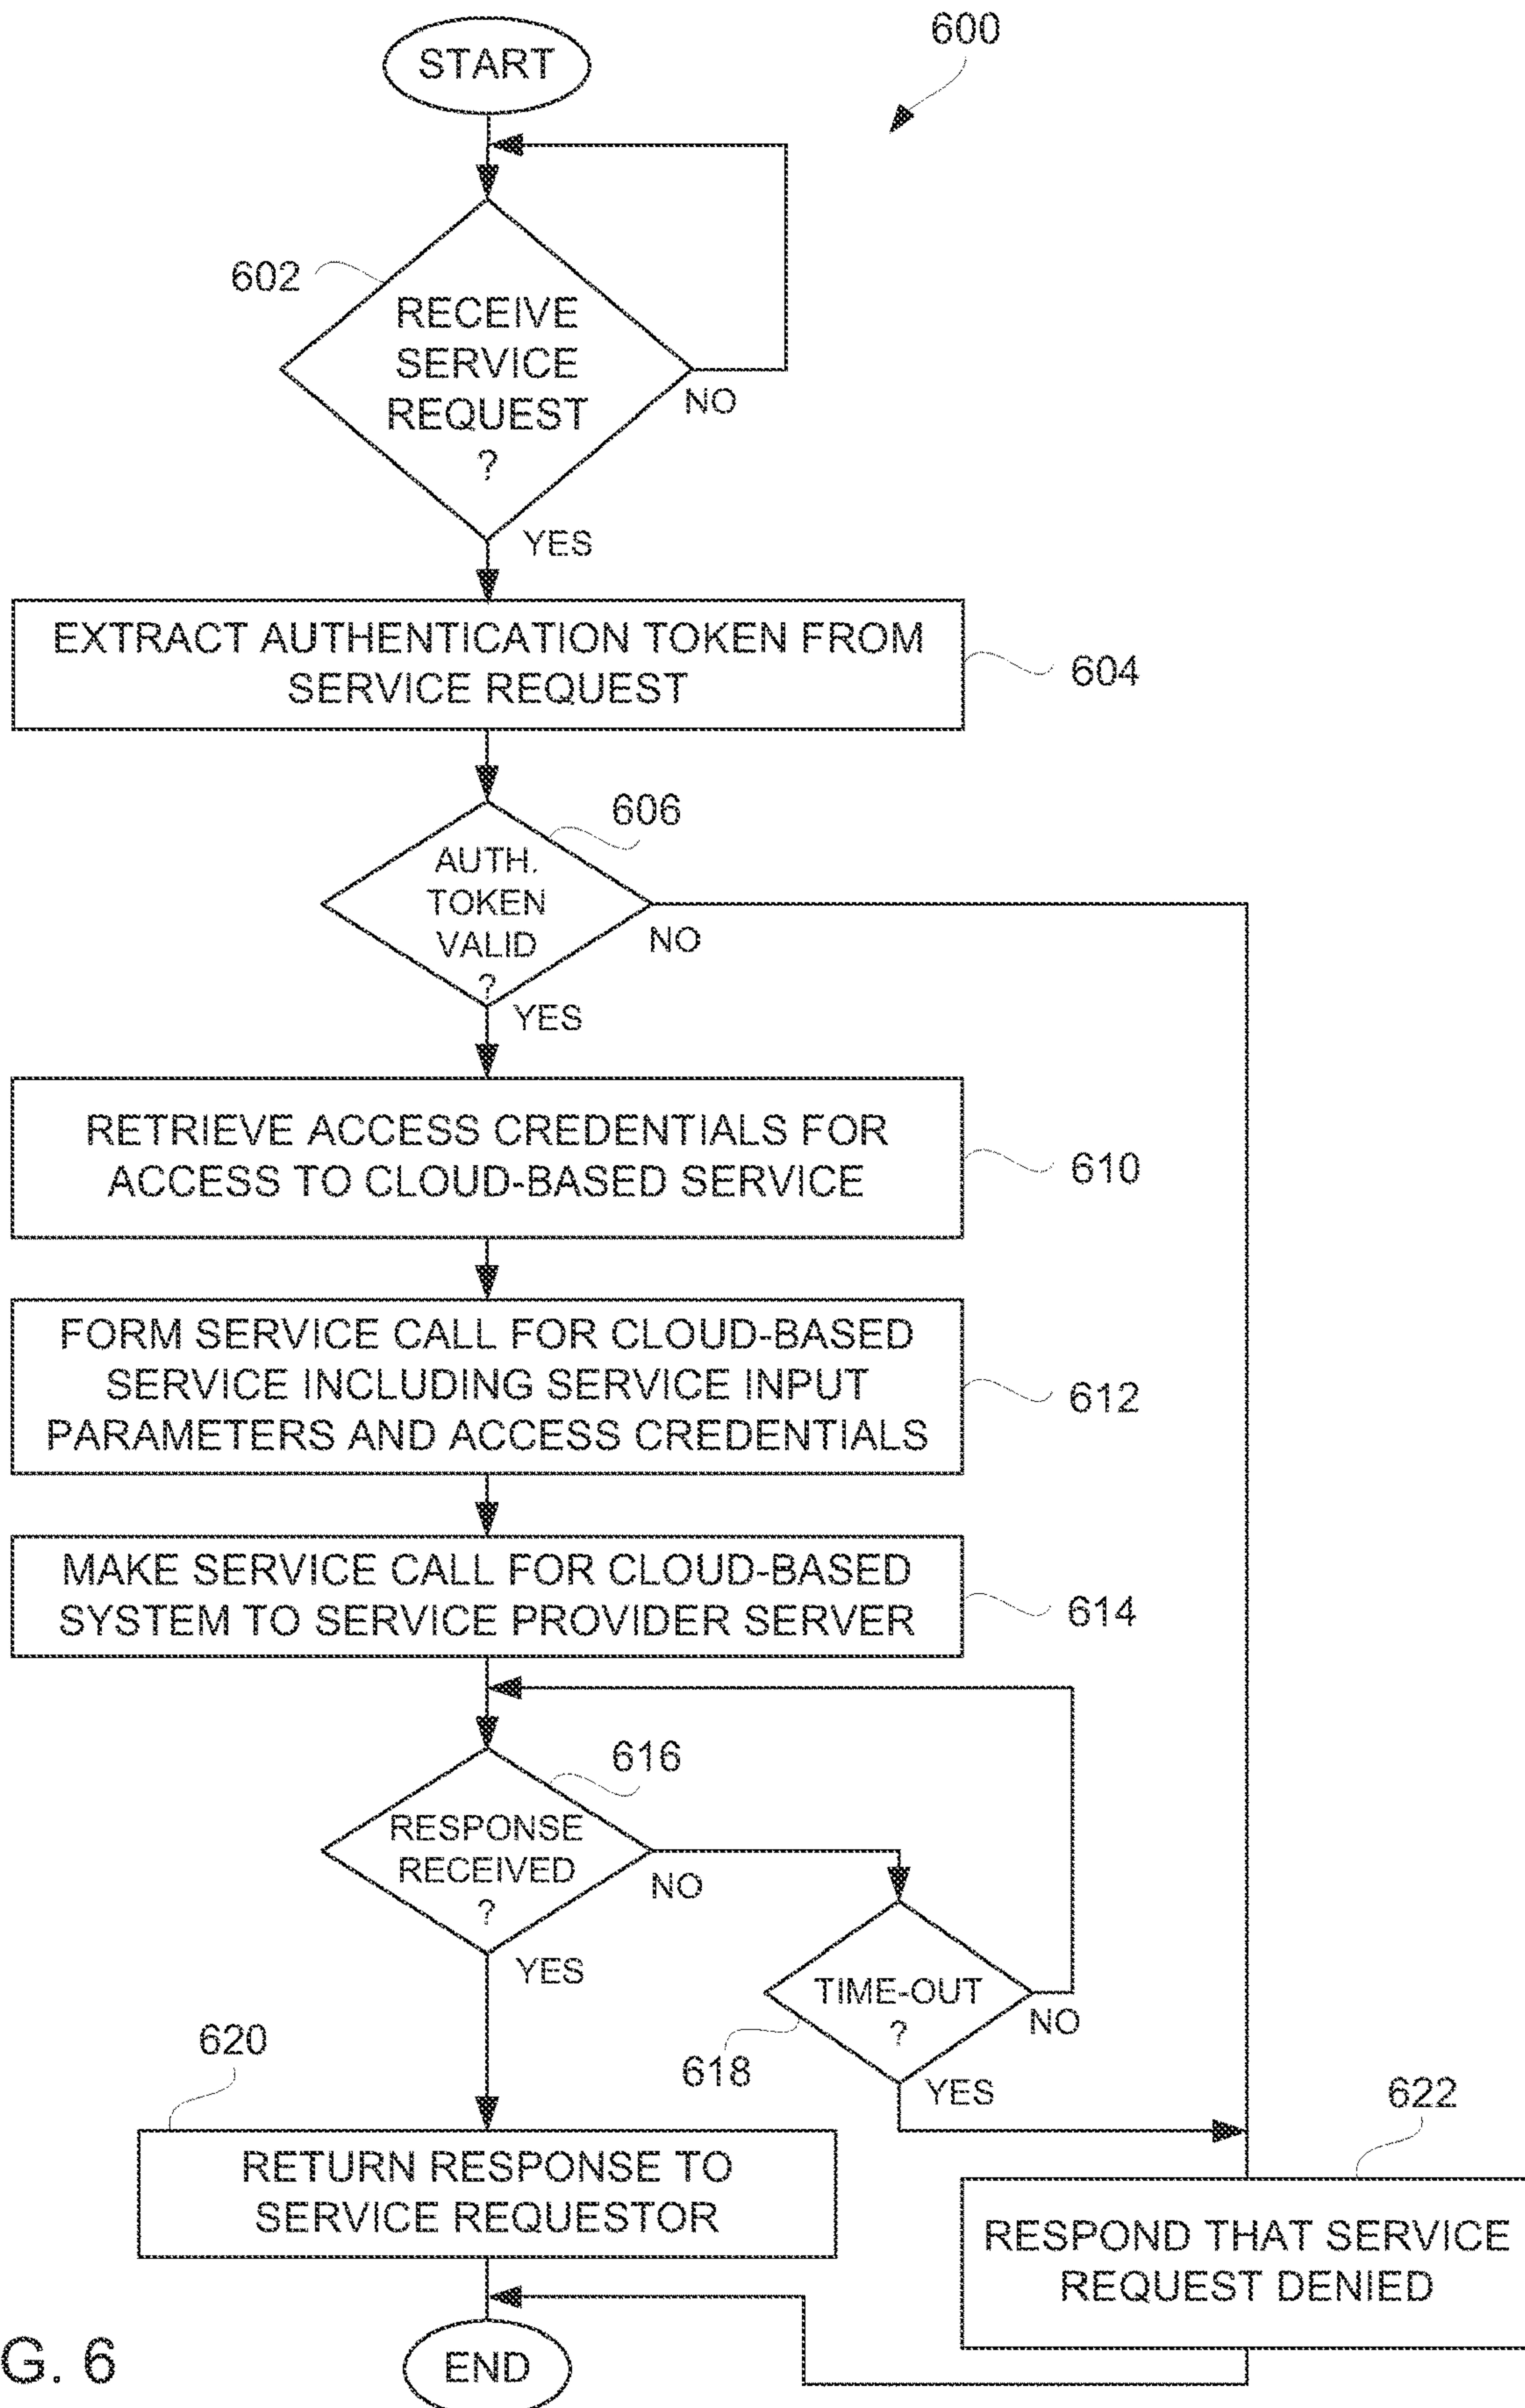 START
600
602
RECEIVE
SERVICE
REQUEST
?
NO
YES
EXTRACT AUTHENTICATION TOKEN FROM
SERVICE REQUEST
604
606
AUTH.
TOKEN
VALID
?
NO
YES
RETRIEVE ACCESS CREDENTIALS FOR
ACCESS TO CLOUD-BASED SERVICE
610
FORM SERVICE CALL FOR CLOUD-BASED
SERVICE INCLUDING SERVICE INPUT
PARAMETERS AND ACCESS CREDENTIALS
612
MAKE SERVICE CALL FOR CLOUD-BASED
SYSTEM TO SERVICE PROVIDER SERVER
614
616
RESPONSE
RECEIVED
?
NO
YES
TIME-OUT
?
NO
618
YES
620
RETURN RESPONSE TO
SERVICE REQUESTOR
622
RESPOND THAT SERVICE
REQUEST DENIED
END
G. 6